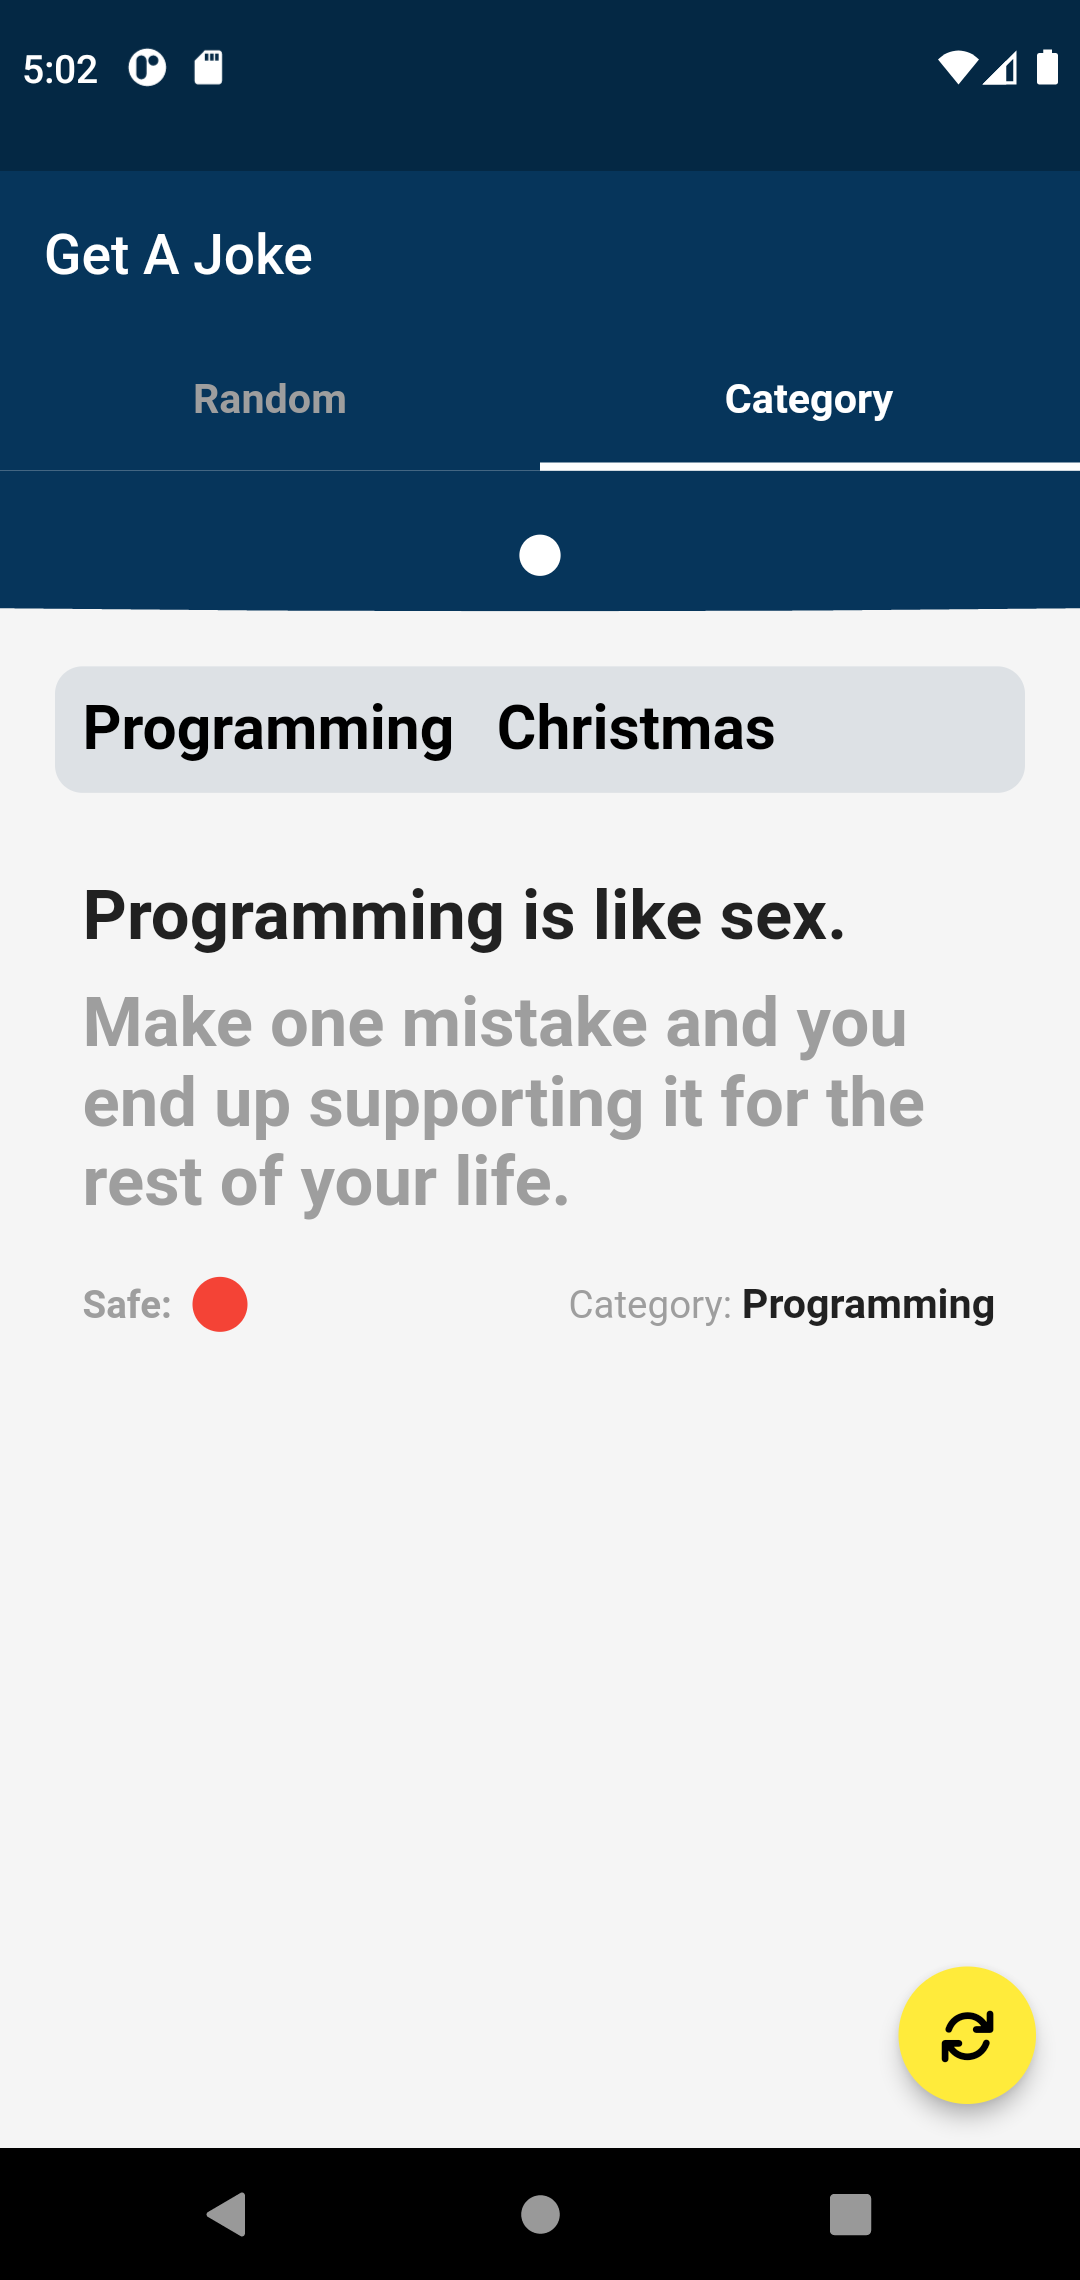 5:02
Get A Joke
Random Category
Programming Christmas
Programming is like sex.
Make one mistake and you
end up supporting it for the
rest of your life.
Safe: Category: Programming